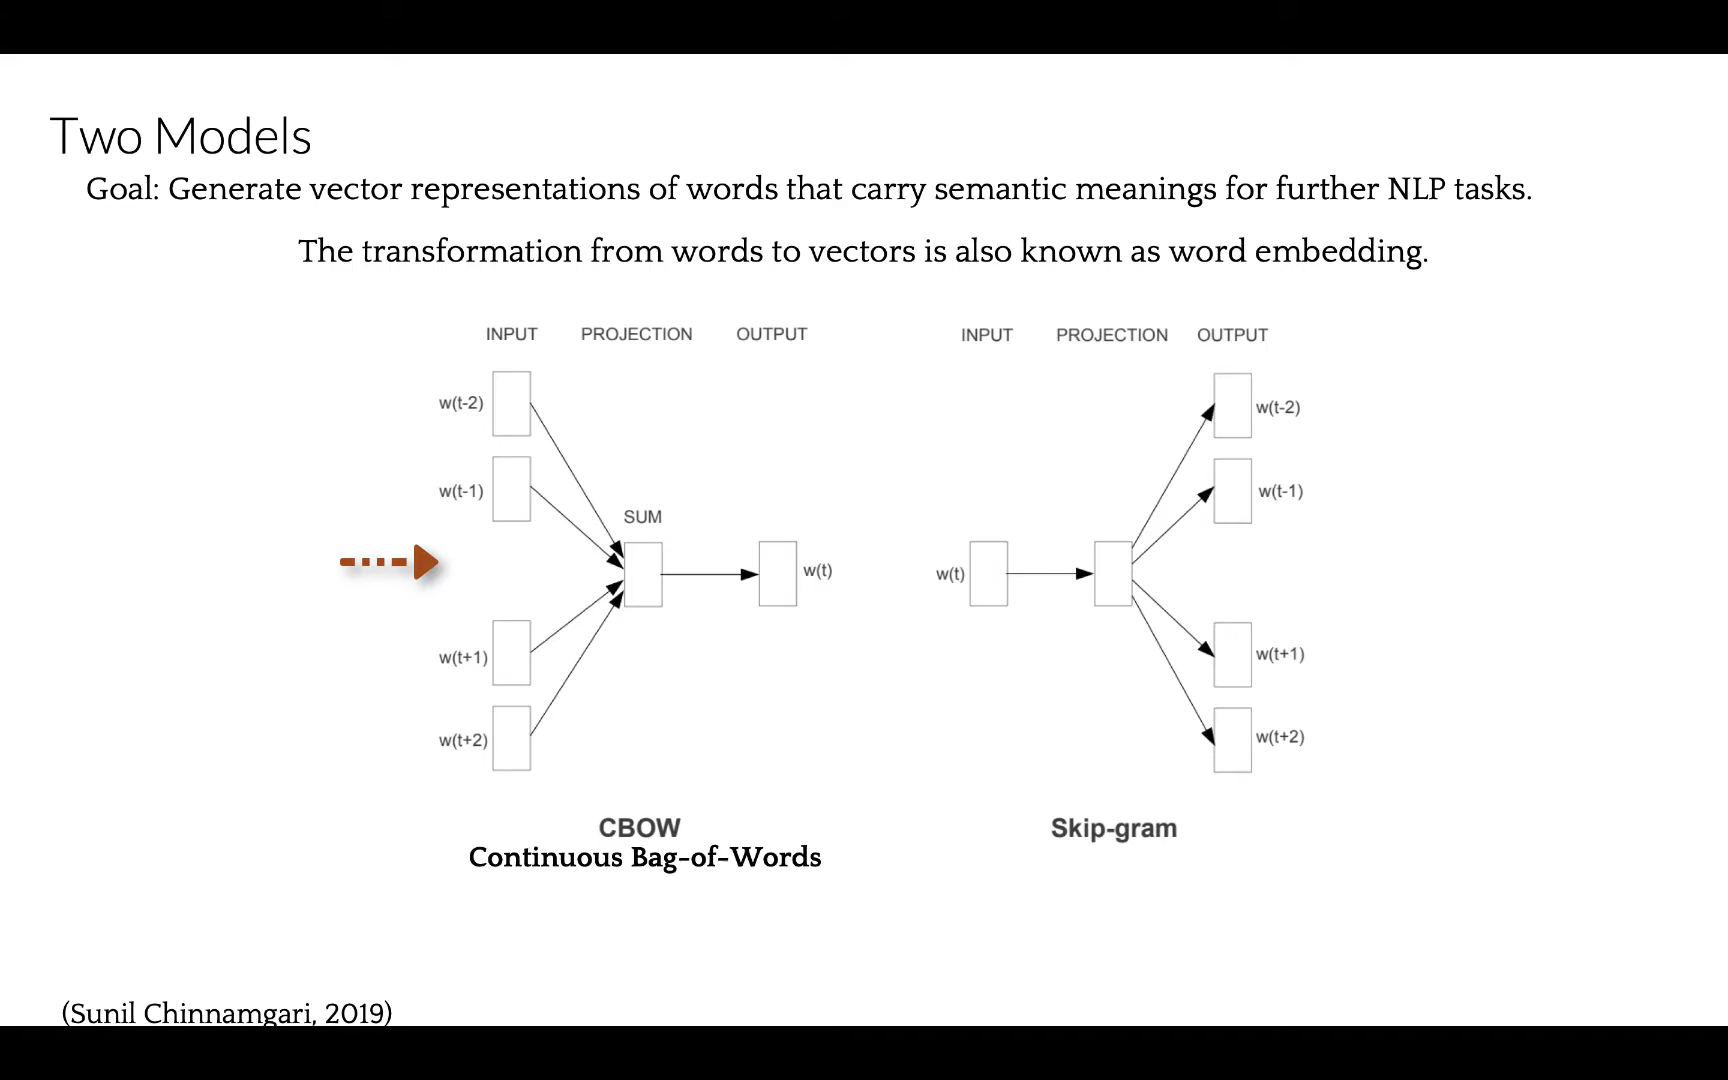 Two Models
Goal: Generate vector representations of words that carry semantic meanings for further NLP tasks.
The transformation from words to vectors is also known as word embedding.
INPUT PROJECTION OUTPUT
w(t-2)
w(t-1)
SUM
w(t)
w(t+1)
w(t+2)
CBOW
Continuous Bag-of-Words
INPUT PROJECTION OUTPUT
w(t-2)
w(t-1)
w(t)
w(t+1)
w(t+2)
Skip-gram
(Sunil Chinnamgari, 2019)